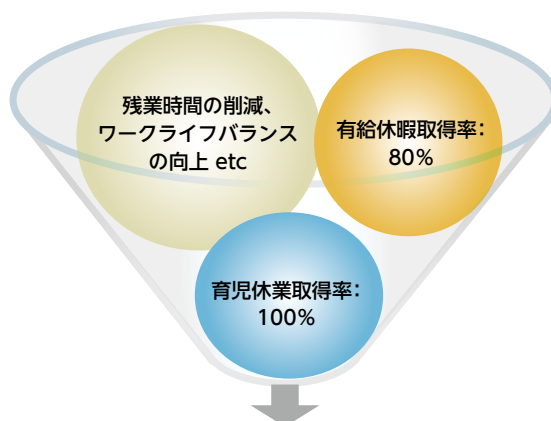 残業時間の削減、
ワークライフバランス
の向上 etc
有給休暇取得率：
80%
育児休業取得率：
100%